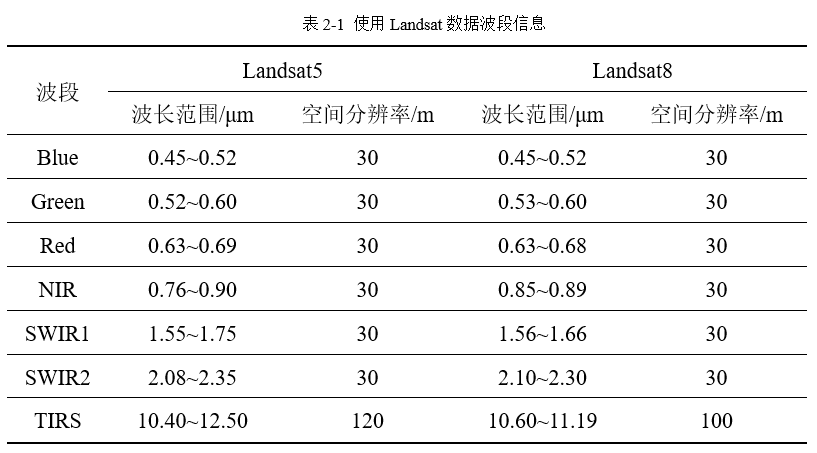 表 2-1 使用 Landsat 数据波段信息
波段 Landsat5 Landsat8
波长范围/μm 空间分辨率/m 波长范围/μm 空间分辨率/m
Blue 0.45~0.52 30 0.45~0.52 30
Green 0.52~0.60 30 0.53~0.60 30
Red 0.63~0.69 30 0.63~0.68 30
NIR 0.76~0.90 30 0.85~0.89 30
SWIR1 1.55~1.75 30 1.56~1.66 30
SWIR2 2.08~2.35 30 2.10~2.30 30
TIRS 10.40~12.50 120 10.60~11.19 100